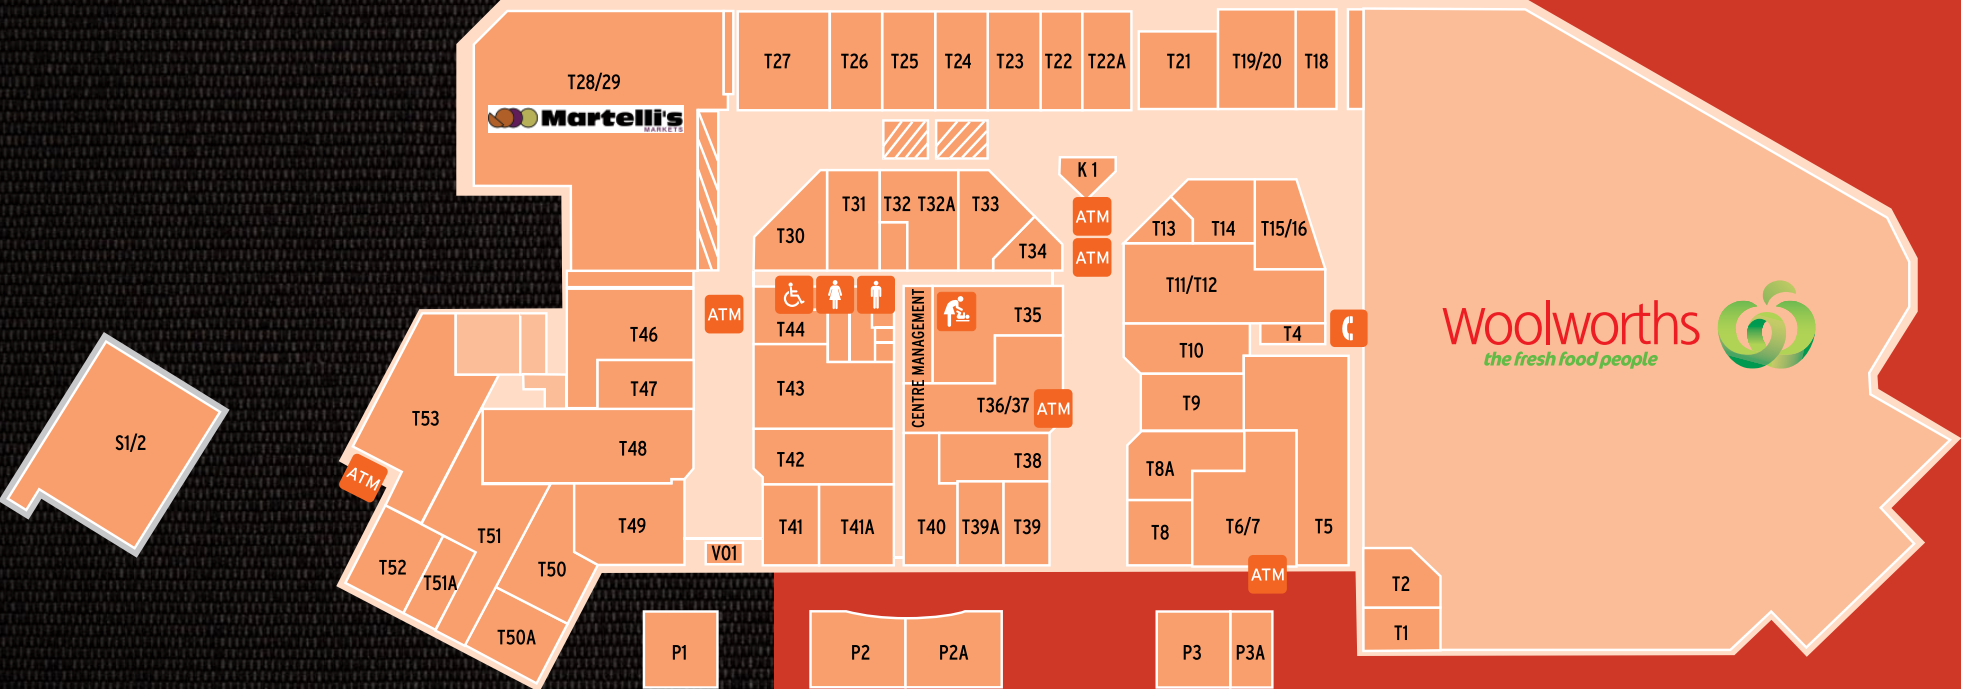 T27
T26
T25
T24
T23
T22
T22A
T21
T19/20
T18
T28/29
Martelli's
MARKETS
K 1
T31
T32
T32A
T33
T30
T34
ATM
ATM
T13
T14
T15/16
T11/T12
ATM
T44
CENTRE MANAGEMENT
T35
T46
T10
T4
Woolworths
the fresh food people
T47
T43
T36/37
ATM
T9
T53
S1/2
T48
T42
T38
T8A
ATM
T51
T49
T41
T41A
T40
T39A
T39
T8
T6/7
T5
V01
ATM
T52
T51A
T50
T2
T50A
T1
P1
P2
P2A
P3
P3A